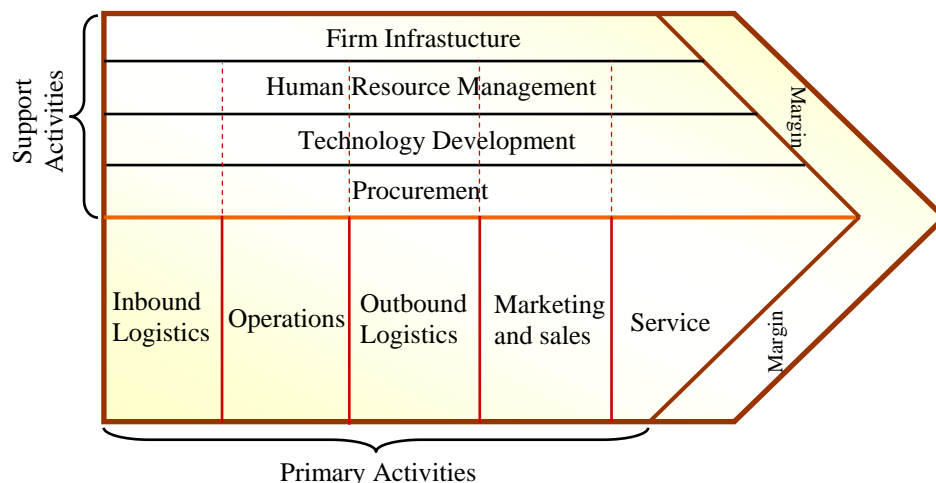 Support
Activities
Firm Infrastucture
Human Resource Management
Technology Development
Procurement
Margin
Inbound
Logistics
Operations
Outbound
Logistics
Marketing
and sales
Service
Margin
Primary Activities